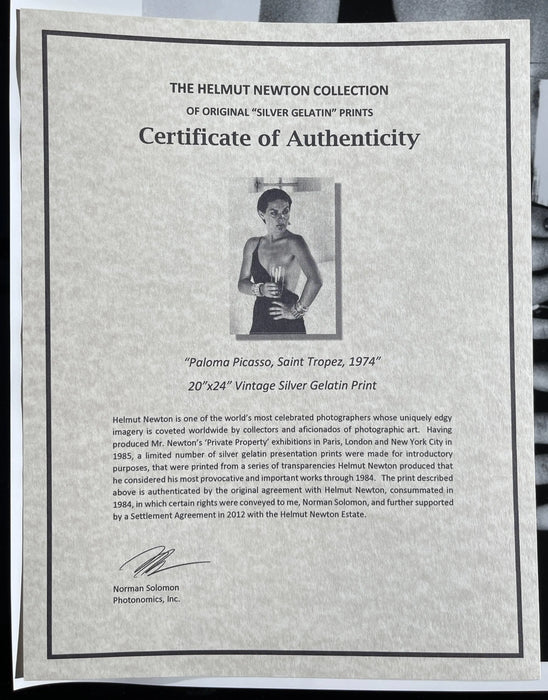 THE HELMUT NEWTON COLLECTION
OF ORIGINAL “SILVER GELATIN” PRINTS
Certificate of Authenticity
“Paloma Picasso, Saint Tropez, 1974”
20”x24” Vintage Silver Gelatin Print
Helmut Newton is one of the world’s most celebrated photographers whose uniquely edgy
imagery is coveted worldwide by collectors and aficionados of photographic art. Having
produced Mr. Newton’s ‘Private Property’ exhibitions in Paris, London and New York City in
1985, a limited number of silver gelatin presentation prints were made for introductory
purposes, that were printed from a series of transparencies Helmut Newton produced that
he considered his most provocative and important works through 1984. The print described
above is authenticated by the original agreement with Helmut Newton, consummated in
1984, in which certain rights were conveyed to me, Norman Solomon, and further supported
by a Settlement Agreement in 2012 with the Helmut Newton Estate.
Norman Solomon
Photonomics, Inc.